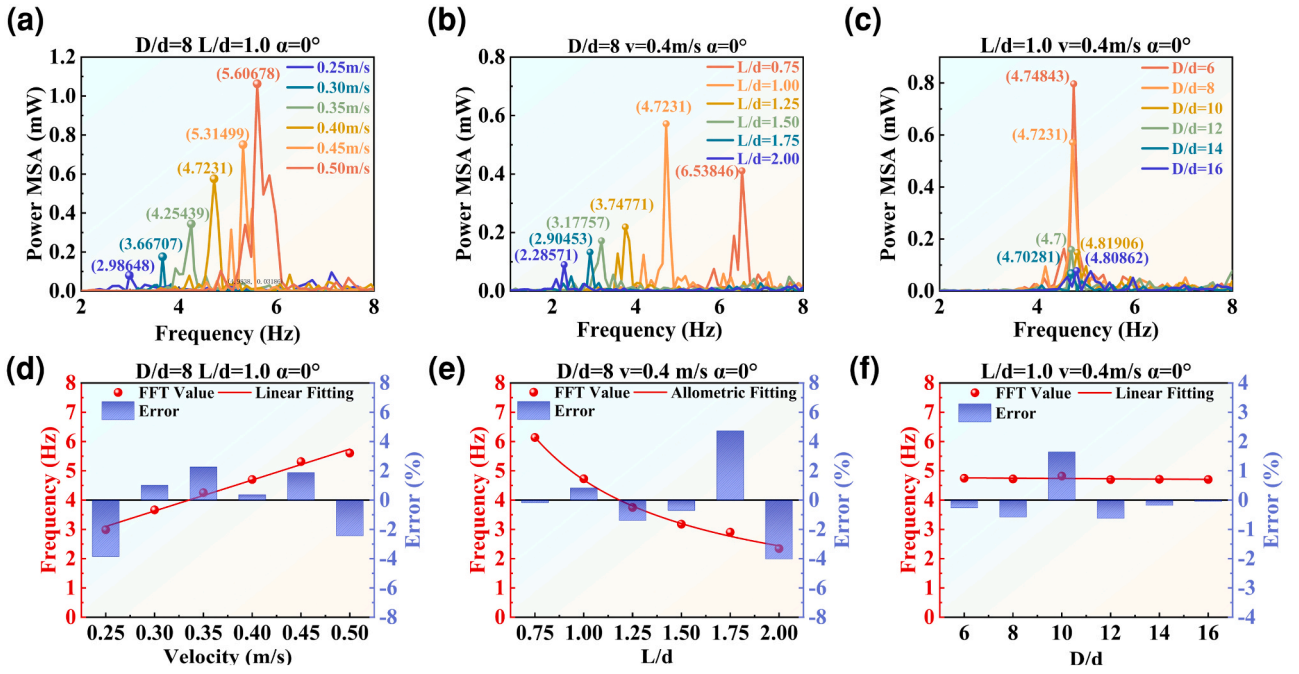 (a)
D/d=8 L/d=1.0 α=0°
Power MSA (mW)
1.2
1.0
0.8
0.6
0.4
0.2
0.0
(5.60678)
(5.31499)
(4.7231)
(4.25439)
(3.66707)
(2.98648)
0.25m/s
0.30m/s
0.35m/s
0.40m/s
0.45m/s
0.50m/s
2 4 6 8
Frequency (Hz)
(b)
D/d=8 v=0.4m/s α=0°
Power MSA (mW)
0.8
0.6
0.4
0.2
0.0
L/d=0.75
L/d=1.00
L/d=1.25
L/d=1.50
L/d=1.75
L/d=2.00
(4.7231)
(6.53846)
(3.74771)
(3.17757)
(2.90453)
(2.28571)
2 4 6 8
Frequency (Hz)
(c)
L/d=1.0 v=0.4m/s α=0°
Power MSA (mW)
0.8
0.6
0.4
0.2
0.0
(4.74843)
(4.7231)
(4.7)
(4.81906)
(4.70281)
(4.80862)
D/d=6
D/d=8
D/d=10
D/d=12
D/d=14
D/d=16
2 4 6 8
Frequency (Hz)
(d)
D/d=8 L/d=1.0 α=0°
FFT Value Linear Fitting
Error
Frequency (Hz)
8
7
6
5
4
3
2
1
0
8
6
4
2
0
-2
-4
-6
-8
Error (%)
0.25 0.30 0.35 0.40 0.45 0.50
Velocity (m/s)
(e)
D/d=8 v=0.4 m/s α=0°
FFT Value Allometric Fitting
Error
Frequency (Hz)
8
7
6
5
4
3
2
1
0
8
6
4
2
0
-2
-4
-6
-8
Error (%)
0.75 1.00 1.25 1.50 1.75 2.00
L/d
(f)
L/d=1.0 v=0.4m/s α=0°
FFT Value Linear Fitting
Error
Frequency (Hz)
8
7
6
5
4
3
2
1
0
4
3
2
1
0
-1
-2
-3
-4
Error (%)
6 8 10 12 14 16
D/d